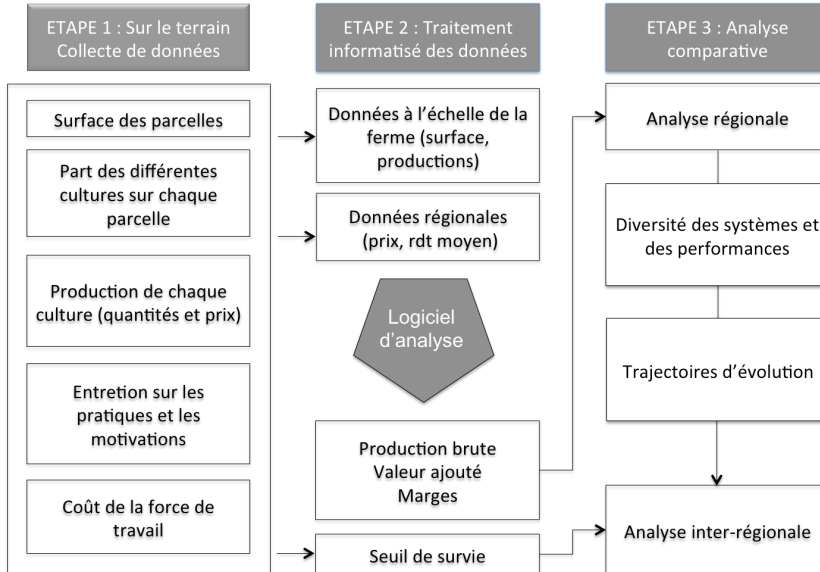 ETAPE 1 : Sur le terrain
Collecte de données
Surface des parcelles
Part des différentes
cultures sur chaque
parcelle
Production de chaque
culture (quantités et prix)
Entretion sur les
pratiques et les
motivations
Coût de la force de
travail
ETAPE 2 : Traitement
informatisé des données
Données à l'échelle de la
ferme (surface,
productions)
Données régionales
(prix, rdt moyen)
Logiciel
d'analyse
Production brute
Valeur ajouté
Marges
Seuil de survie
ETAPE 3 : Analyse
comparative
Analyse régionale
Diversité des systèmes et
des performances
Trajectoires d'évolution
Analyse inter-régionale